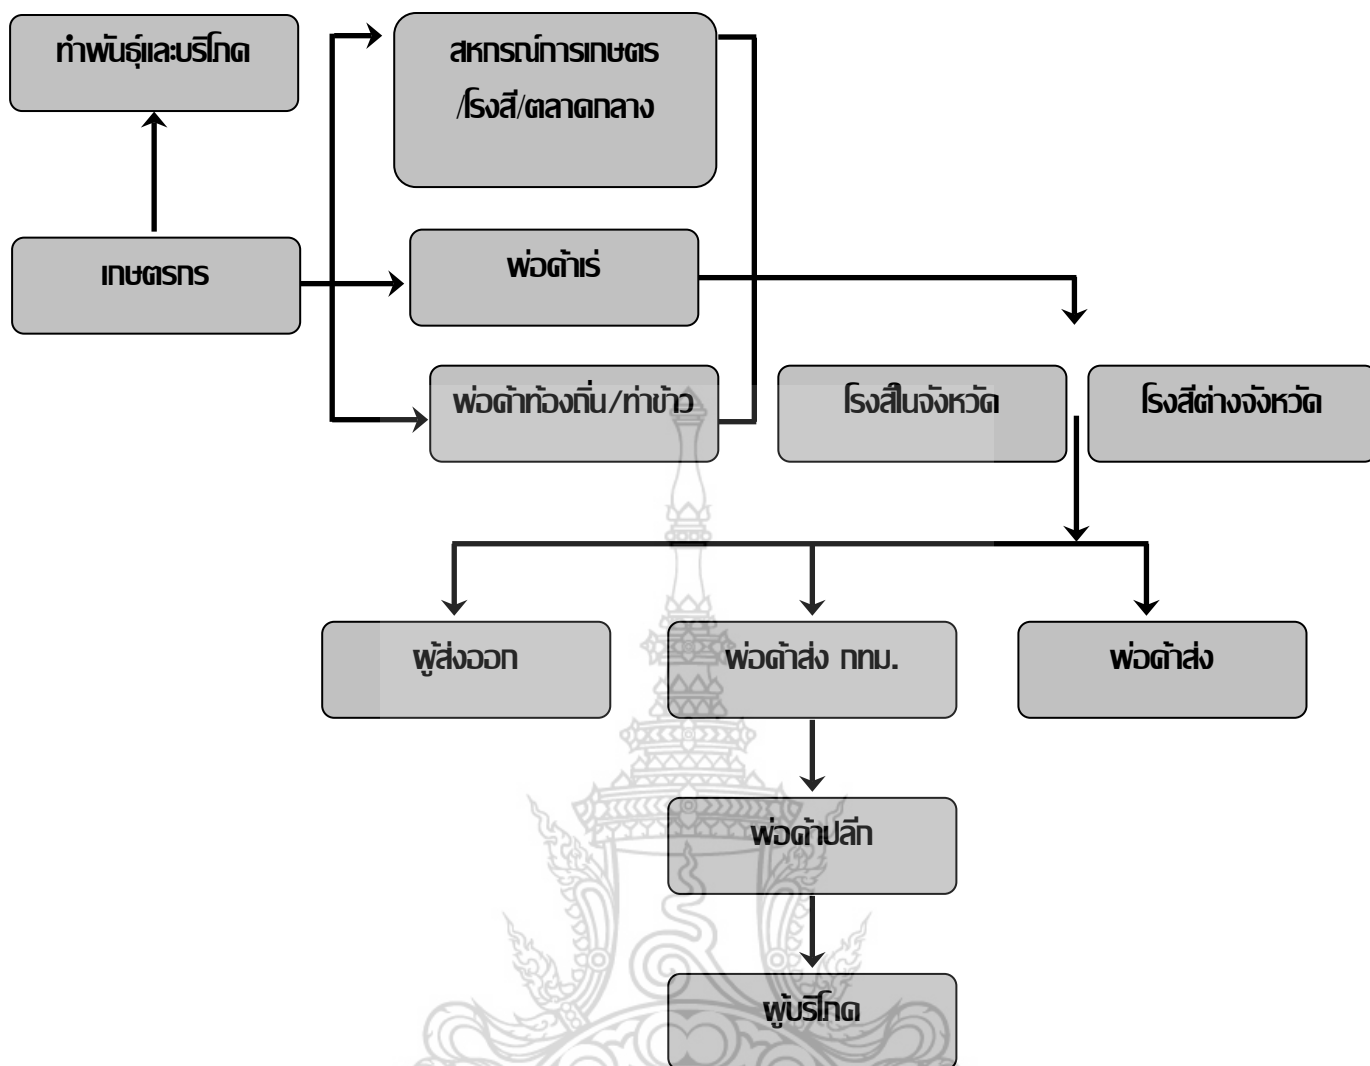 ทำพันธุ์และบริโภค
สหกรณ์การเกษตร
/โรงสี/ตลาดกลาง
เกษตรกร
พ่อค้าเร่
พ่อค้าท้องถิ่น/ท่าข้าว
โรงสีในจังหวัด
โรงสีต่างจังหวัด
ผู้ส่งออก
พ่อค้าส่ง กทม.
พ่อค้าส่ง
พ่อค้าปลีก
ผู้บริโภค